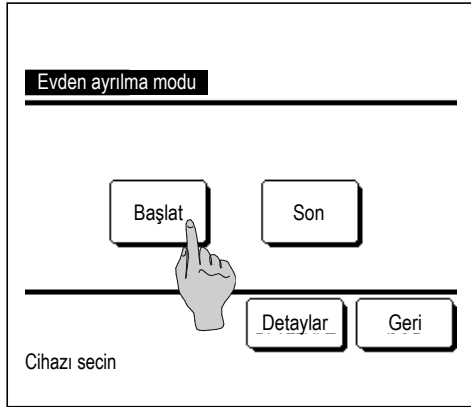 Evden ayrılma modu
Başlat Son
Detaylar Geri
Cihazı secin